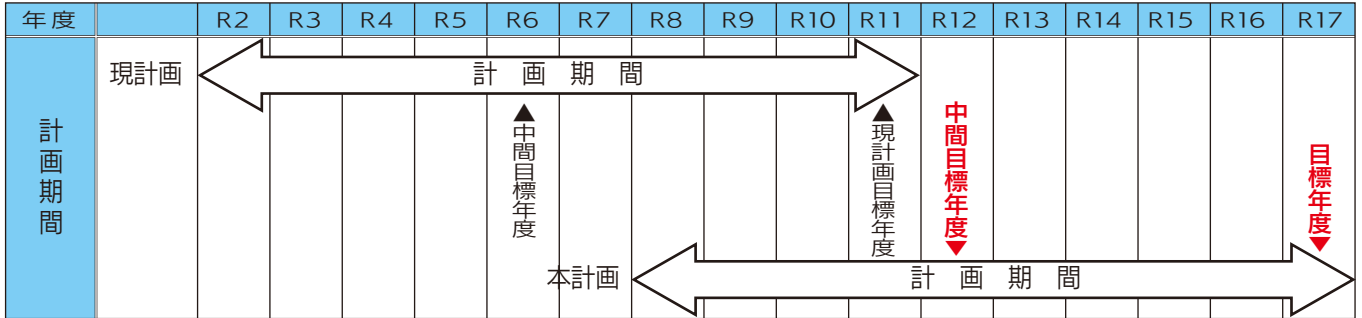 年度 R2 R3 R4 R5 R6 R7 R8 R9 R10 R11 R12 R13 R14 R15 R16 R17
計画期間
現計画
計画期間
▲中間目標年度
▲現計画目標年度
中間目標年度▼
目標年度▼
本計画
計画期間